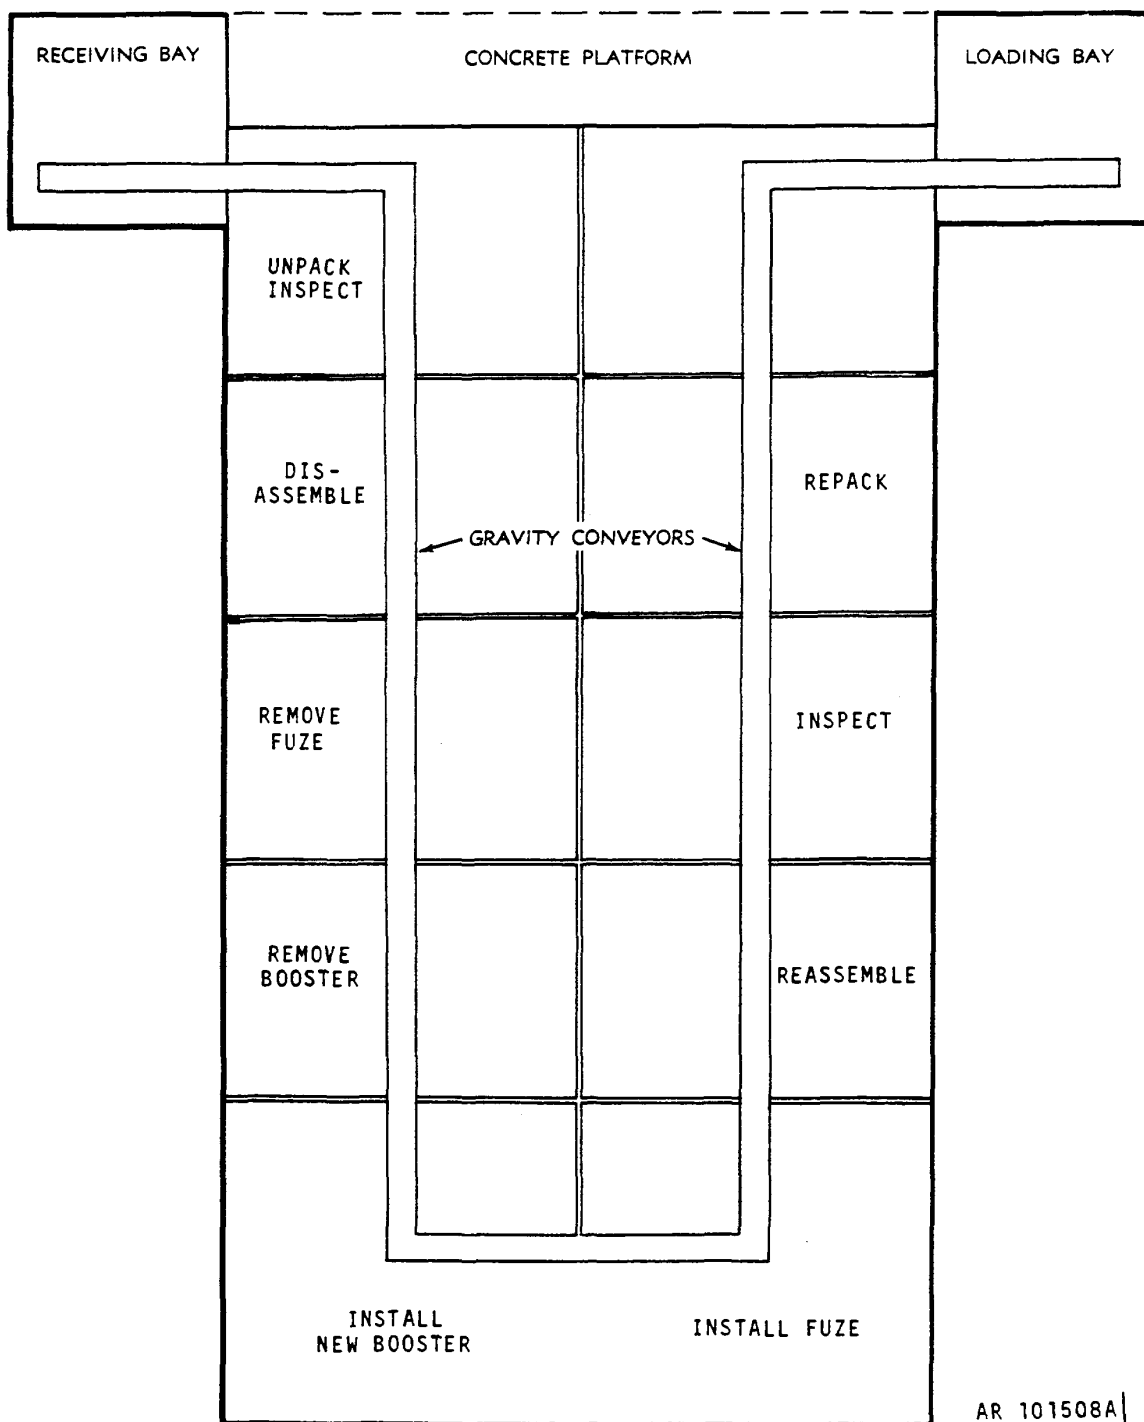 RECEIVING BAY
CONCRETE PLATFORM
LOADING BAY
UNPACK
INSPECT
DIS-
ASSEMBLE
REPACK
GRAVITY CONVEYORS
REMOVE
FUZE
INSPECT
REMOVE
BOOSTER
REASSEMBLE
INSTALL
NEW BOOSTER
INSTALL FUZE
AR 101508A